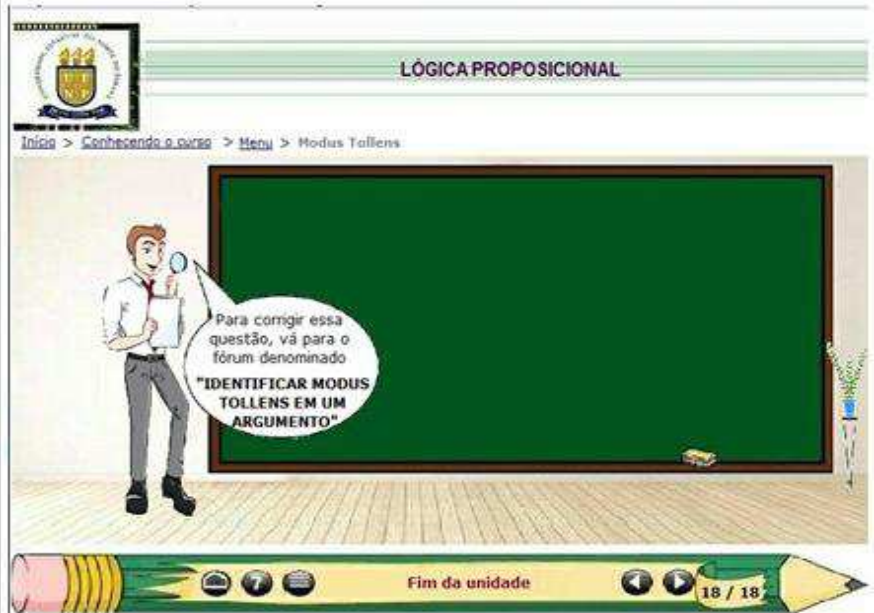 LÓGICA PROPOSICIONAL
Início > Conhecendo o curso > Menu > Modus Tollens
Para corrigir essa
questão, vá para o
fórum denominado
"IDENTIFICAR MODUS
TOLLENS EM UM
ARGUMENTO"
Fim da unidade
18 / 18